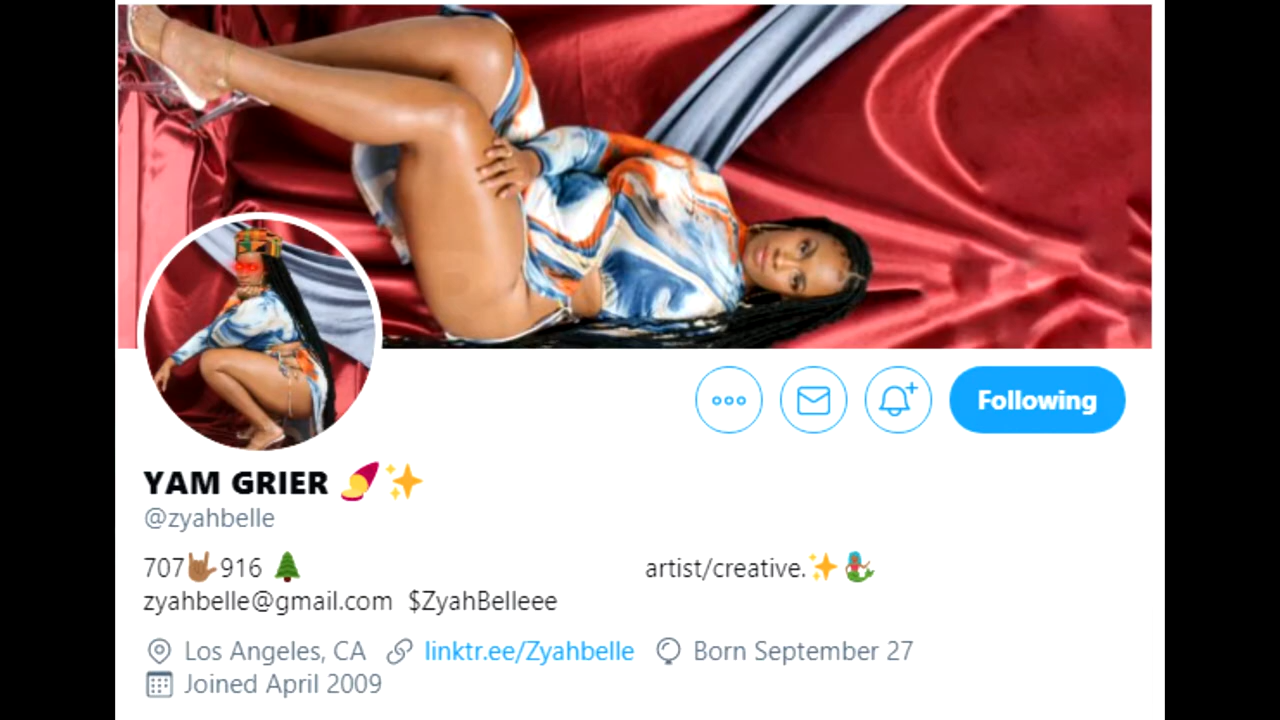 Following
YAM GRIER 🍠✨
@zyahbelle
707🤟🏽916 🌲 artist/creative.✨🧜🏽‍♀️
zyahbelle@gmail.com $ZyahBelleee
Los Angeles, CA linktr.ee/Zyahbelle Born September 27
Joined April 2009